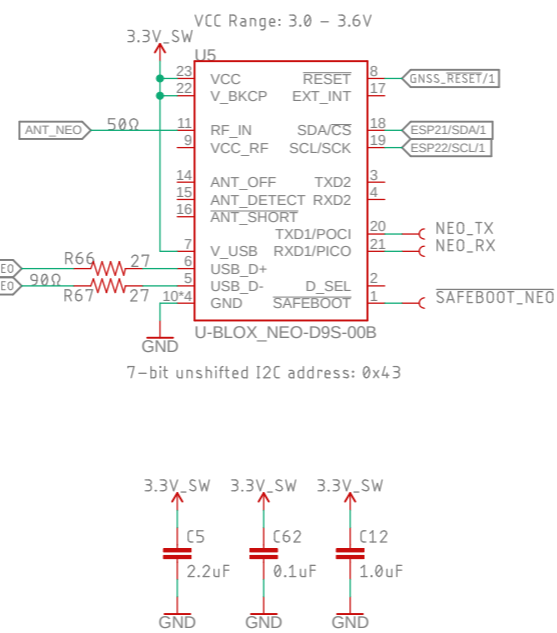 VCC Range: 3.0 – 3.6V
3.3V_SW
U5
23 VCC RESET 8 GNSS_RESET/1
22 V_BKCP EXT_INT 17
ANT_NEO 50Ω 11 RF_IN SDA/CS 18 ESP21/SDA/1
9 VCC_RF SCL/SCK 19 ESP22/SCL/1
14 ANT_OFF TXD2 3
15 ANT_DETECT RXD2 4
16 ANT_SHORT
TXD1/POCI 20 NEO_TX
7 V_USB RXD1/PICO 21 NEO_RX
EO R66 27 6 USB_D+
EO 90Ω R67 27 5 USB_D- D_SEL 2
10*4 GND SAFEBOOT 1 SAFEBOOT_NEO
GND
U-BLOX_NEO-D9S-00B
7-bit unshifted I2C address: 0x43
3.3V_SW 3.3V_SW 3.3V_SW
C5 C62 C12
2.2uF 0.1uF 1.0uF
GND GND GND